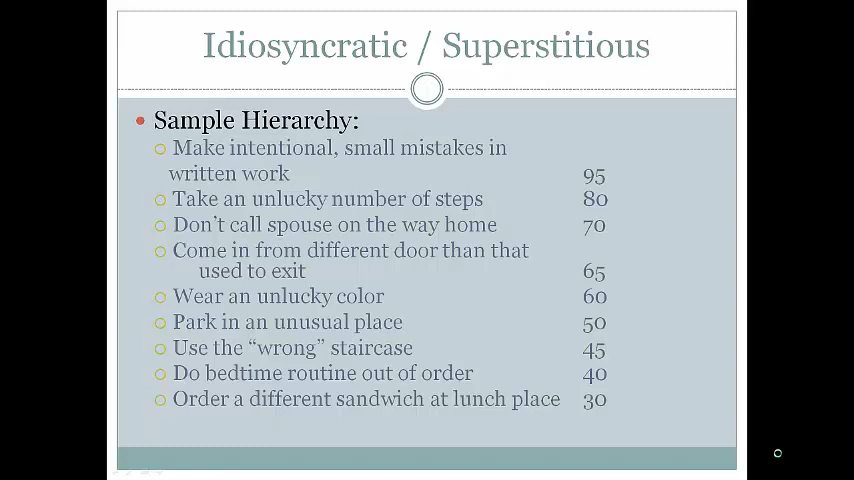 Idiosyncratic / Superstitious
Sample Hierarchy:
Make intentional, small mistakes in
written work 95
Take an unlucky number of steps 80
Don't call spouse on the way home 70
Come in from different door than that
used to exit 65
Wear an unlucky color 60
Park in an unusual place 50
Use the “wrong” staircase 45
Do bedtime routine out of order 40
Order a different sandwich at lunch place 30